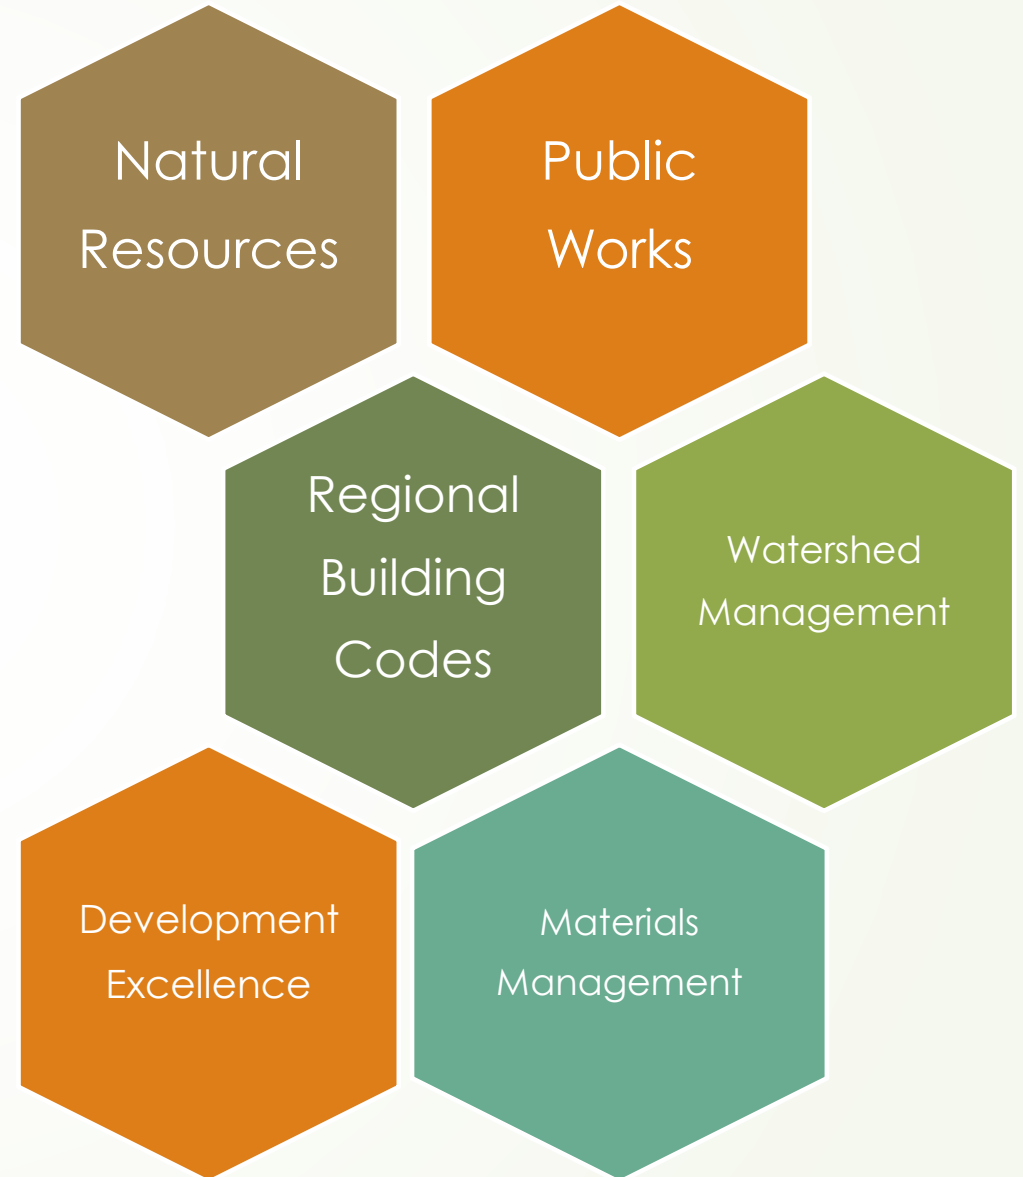 Natural
Resources
Public
Works
Regional
Building
Codes
Watershed
Management
Development
Excellence
Materials
Management